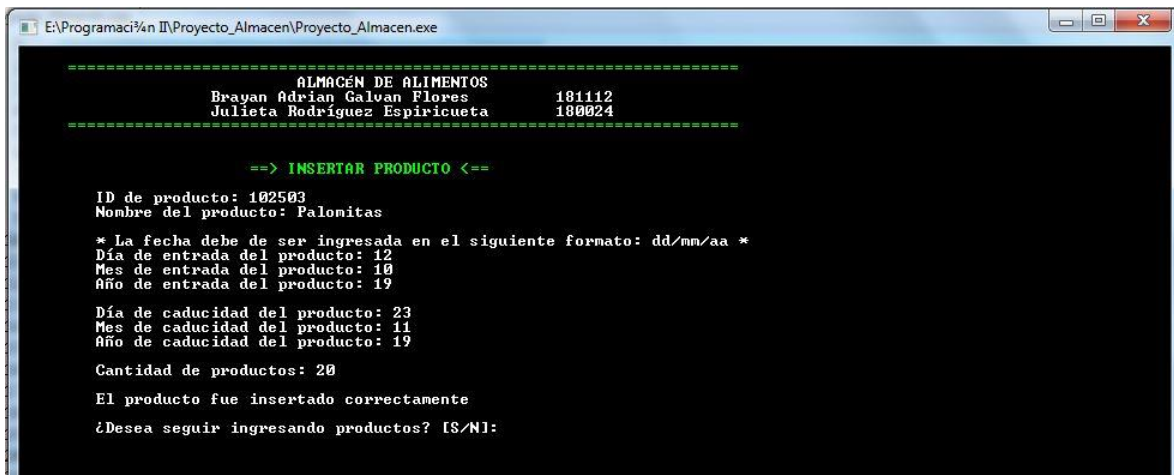 E:\Programaci¾n II\Proyecto_Almacen\Proyecto_Almacen.exe
======================================================================
ALMACéN DE ALIMENTOS
Brayan Adrian Galvan Flores 181112
Julieta Rodríguez Espiricueta 180024
======================================================================
==> INSERTAR PRODUCTO <==
ID de producto: 102503
Nombre del producto: Palomitas
* La fecha debe de ser ingresada en el siguiente formato: dd/mm/aa *
Día de entrada del producto: 12
Mes de entrada del producto: 10
Año de entrada del producto: 19
Día de caducidad del producto: 23
Mes de caducidad del producto: 11
Año de caducidad del producto: 19
Cantidad de productos: 20
El producto fue insertado correctamente
¿Desea seguir ingresando productos? [S/N]: